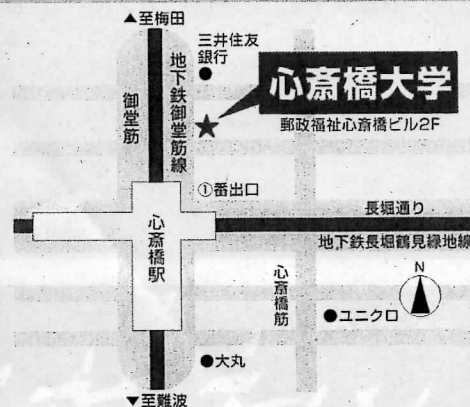 ▲至梅田
三井住友
銀行
心斎橋大学
郵政福祉心斎橋ビル2F
地下鉄御堂筋線
御堂筋
①番出口
長堀通り
地下鉄長堀鶴見緑地線
心斎橋駅
心斎橋筋
N
●ユニクロ
●大丸
▼至難波